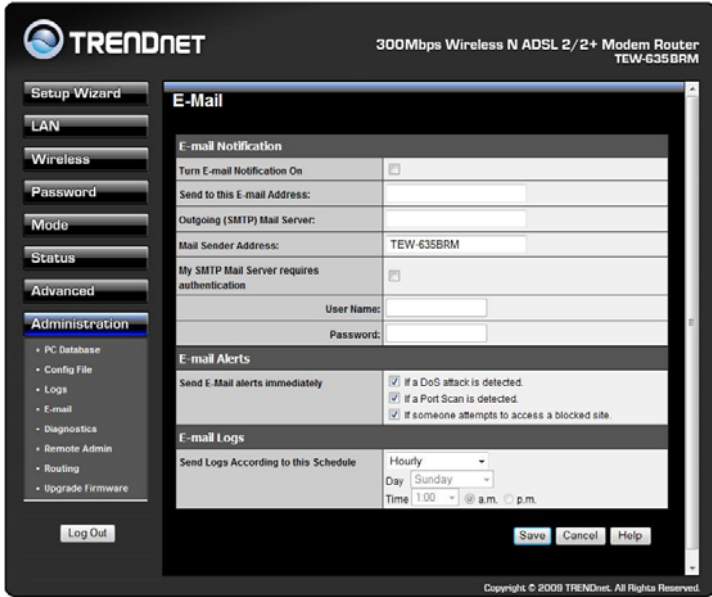 TRENDNET
300Mbps Wireless N ADSL 2/2+ Modem Router
TEW-635BRM
Setup Wizard
LAN
Wireless
Password
Mode
Status
Advanced
Administration
• PC Database
• Config File
• Logs
• E-mail
• Diagnostics
• Remote Admin
• Routing
• Upgrade Firmware
Log Out
E-Mail
E-mail Notification
Turn E-mail Notification On
Send to this E-mail Address:
Outgoing (SMTP) Mail Server:
Mail Sender Address: TEW-635BRM
My SMTP Mail Server requires
authentication
User Name:
Password:
E-mail Alerts
Send E-Mail alerts immediately
If a DoS attack is detected.
If a Port Scan is detected.
If someone attempts to access a blocked site.
E-mail Logs
Send Logs According to this Schedule
Hourly
Day Sunday
Time 1:00 a.m. p.m.
Save Cancel Help
Copyright © 2009 TRENDnet. All Rights Reserved.